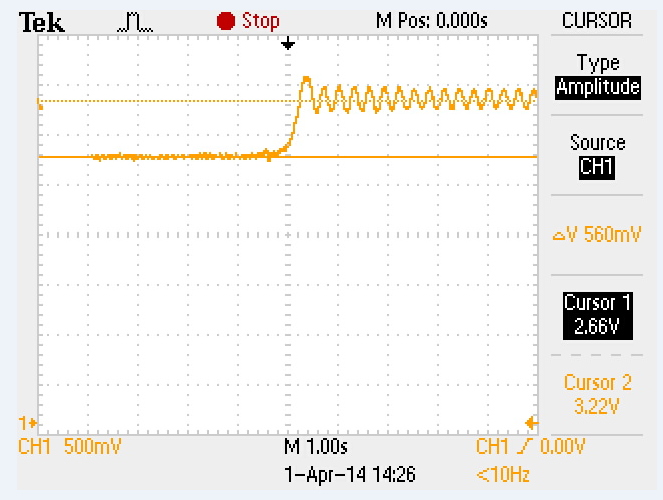 Tek Stop M Pos: 0.000s CURSOR
Type
Amplitude
Source
CH1
△V 560mV
Cursor 1
2.66V
Cursor 2
3.22V
1
CH1 500mV M 1.00s CH1 0.00V
1-Apr-14 14:26 <10Hz